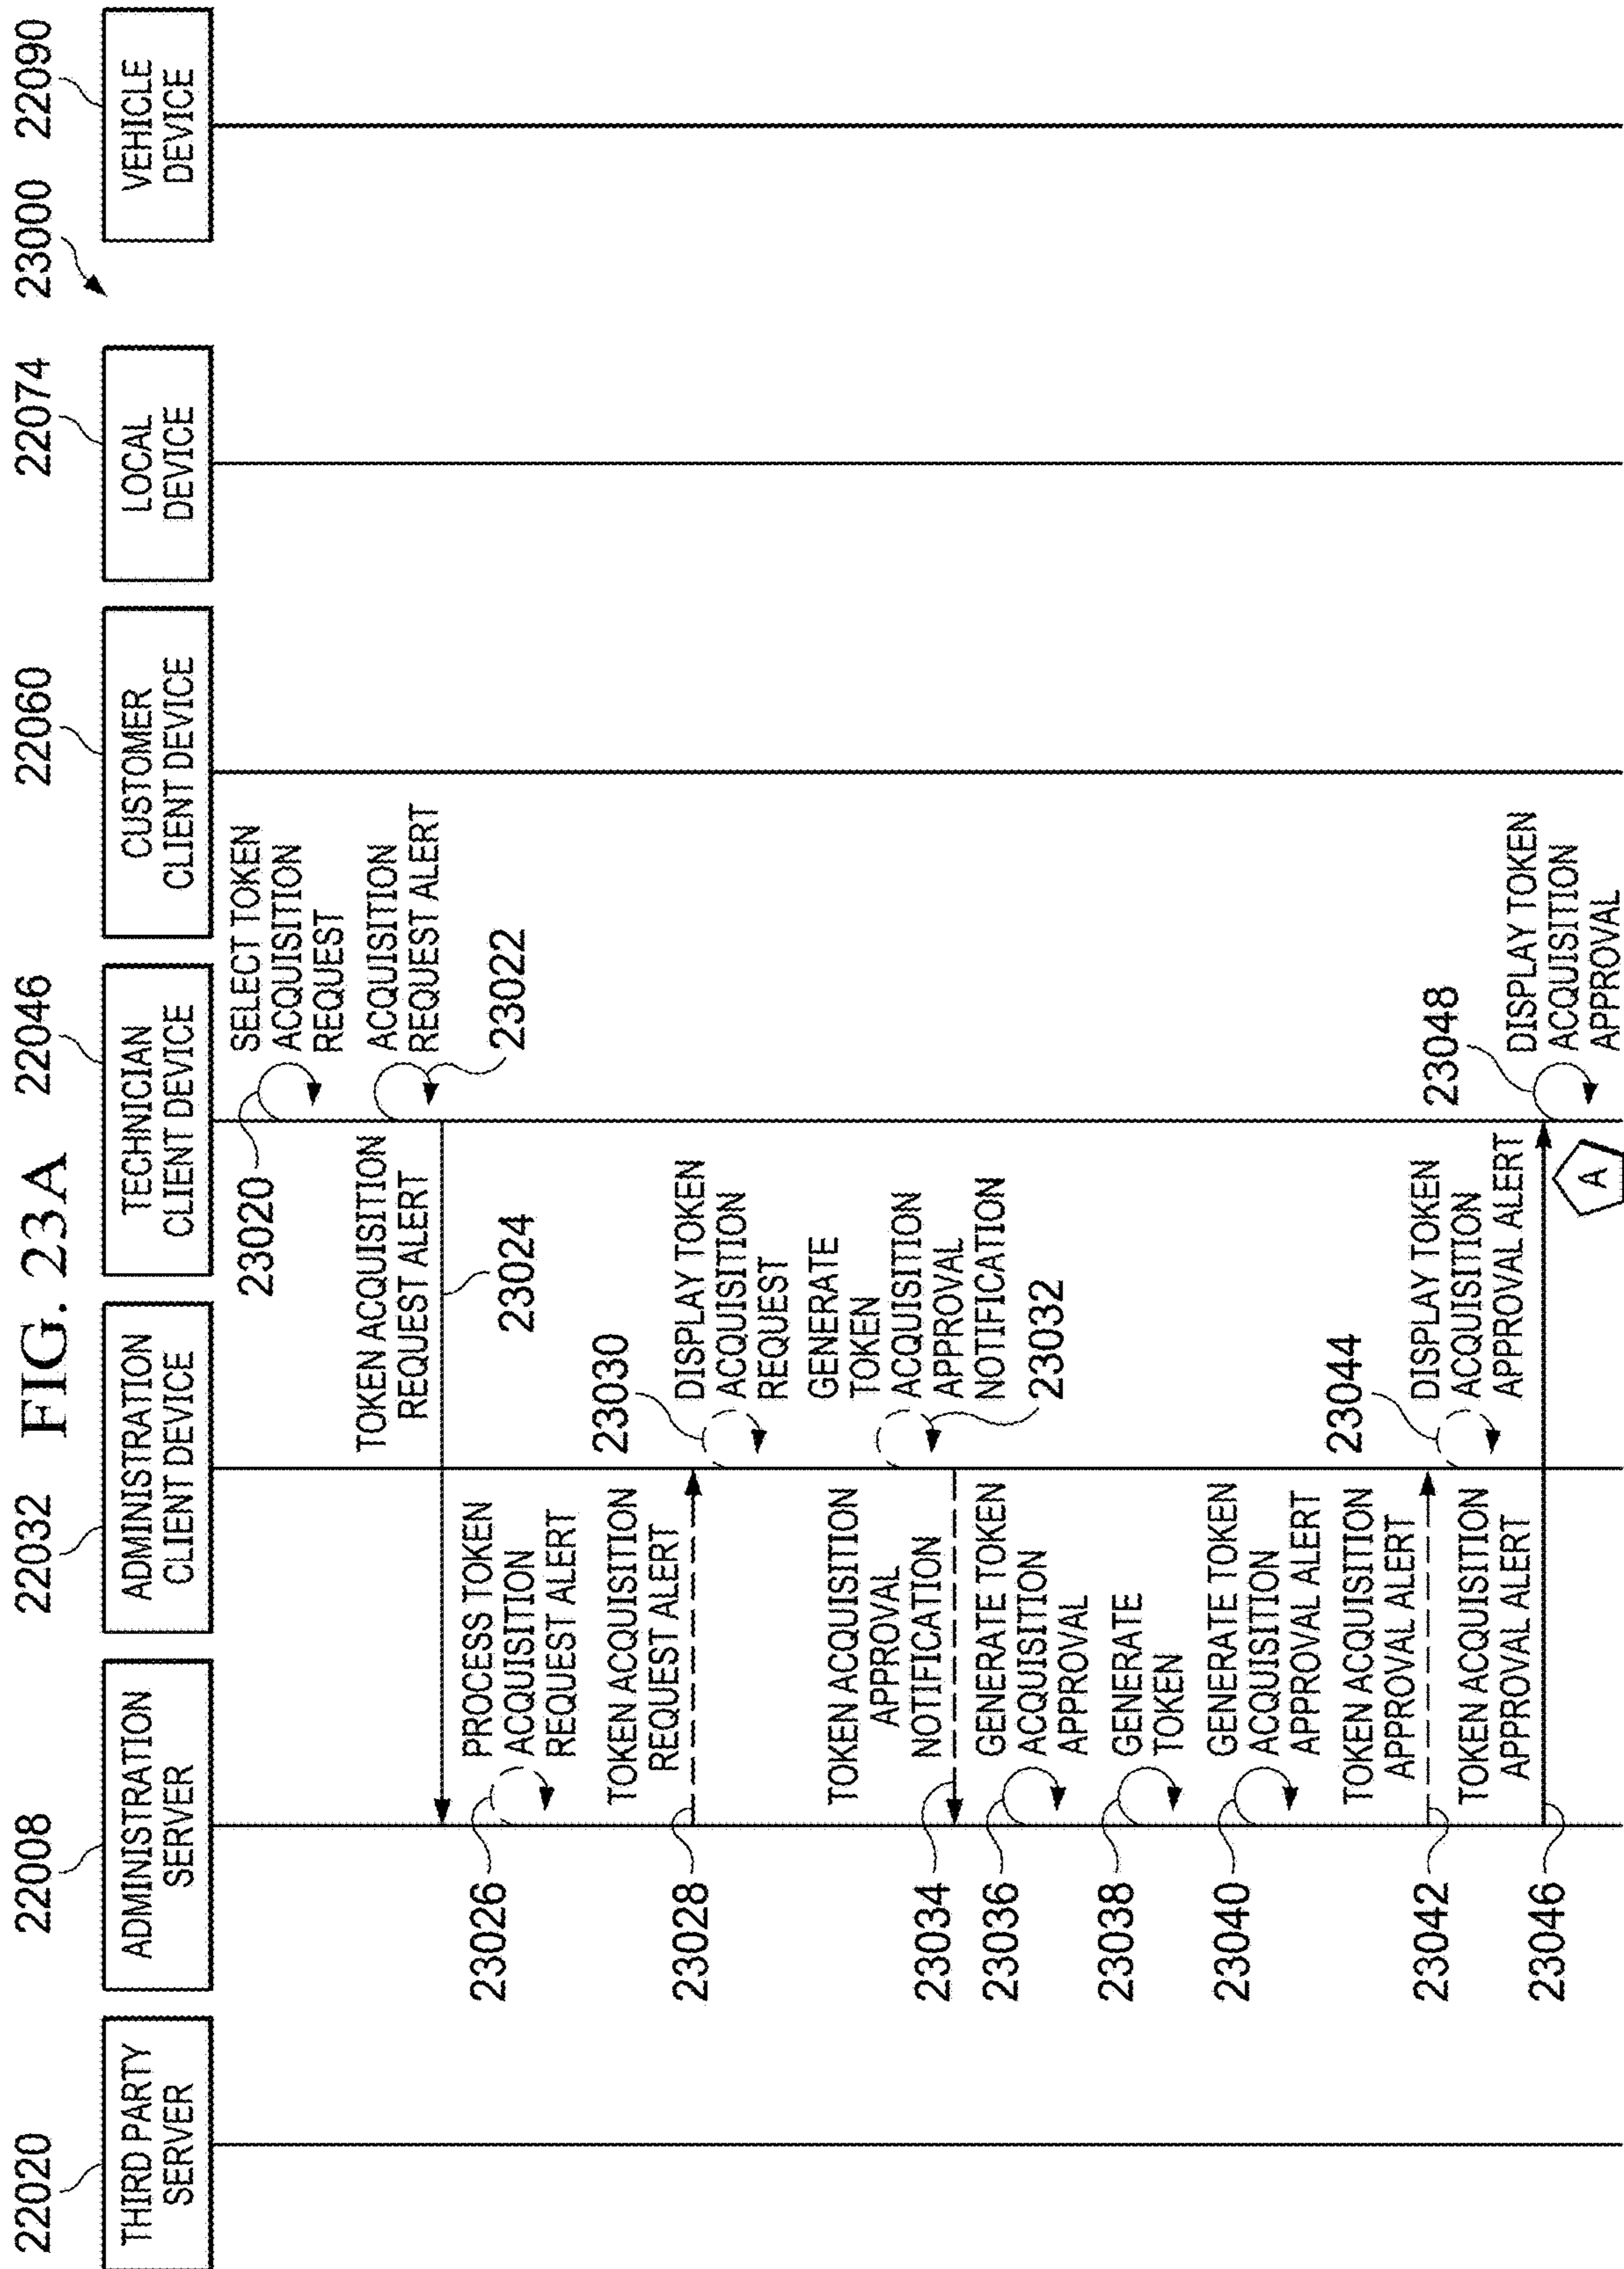 FIG. 23A
22020
22008
22032
22046
22060
22074
23000
22090
THIRD PARTY
SERVER
ADMINISTRATION
SERVER
ADMINISTRATION
CLIENT DEVICE
TECHNICIAN
CLIENT DEVICE
CUSTOMER
CLIENT DEVICE
LOCAL
DEVICE
VEHICLE
DEVICE
23020
SELECT TOKEN
ACQUISITION
REQUEST
ACQUISITION
REQUEST ALERT
23022
TOKEN ACQUISITION
REQUEST ALERT
23024
23026
PROCESS TOKEN
ACQUISITION
REQUEST ALERT
23028
TOKEN ACQUISITION
REQUEST ALERT
23030
DISPLAY TOKEN
ACQUISITION
REQUEST
GENERATE
TOKEN
ACQUISITION
APPROVAL
NOTIFICATION
23032
TOKEN ACQUISITION
APPROVAL
NOTIFICATION
23034
23036
GENERATE TOKEN
ACQUISITION
APPROVAL
23038
GENERATE
TOKEN
23040
GENERATE TOKEN
ACQUISITION
APPROVAL ALERT
23042
TOKEN ACQUISITION
APPROVAL ALERT
23044
DISPLAY TOKEN
ACQUISITION
APPROVAL ALERT
23046
TOKEN ACQUISITION
APPROVAL ALERT
23048
DISPLAY TOKEN
ACQUISITION
APPROVAL
A